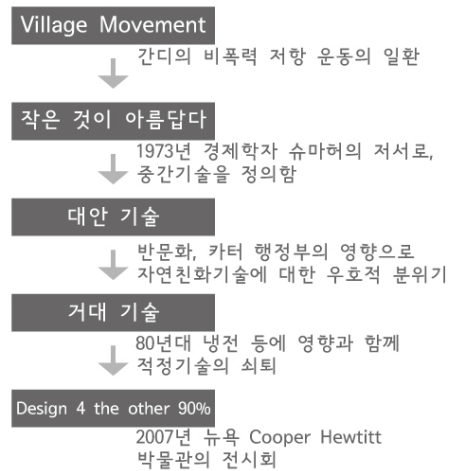 Village Movement
간디의 비폭력 저항 운동의 일환
작은 것이 아름답다
1973년 경제학자 슈마허의 저서로,
중간기술을 정의함
대안 기술
반문화, 카터 행정부의 영향으로
자연친화기술에 대한 우호적 분위기
거대 기술
80년대 냉전 등에 영향과 함께
적정기술의 쇠퇴
Design 4 the other 90%
2007년 뉴욕 Cooper Hewtitt
박물관의 전시회